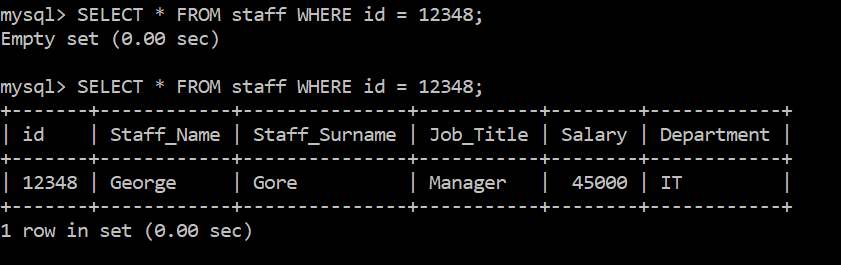 mysql> SELECT * FROM staff WHERE id = 12348;
Empty set (0.00 sec)
mysql> SELECT * FROM staff WHERE id = 12348;
+-------+------------+---------------+-----------+--------+------------+
| id    | Staff_Name | Staff_Surname | Job_Title | Salary | Department |
+-------+------------+---------------+-----------+--------+------------+
| 12348 | George     | Gore          | Manager   |  45000 | IT         |
+-------+------------+---------------+-----------+--------+------------+
1 row in set (0.00 sec)